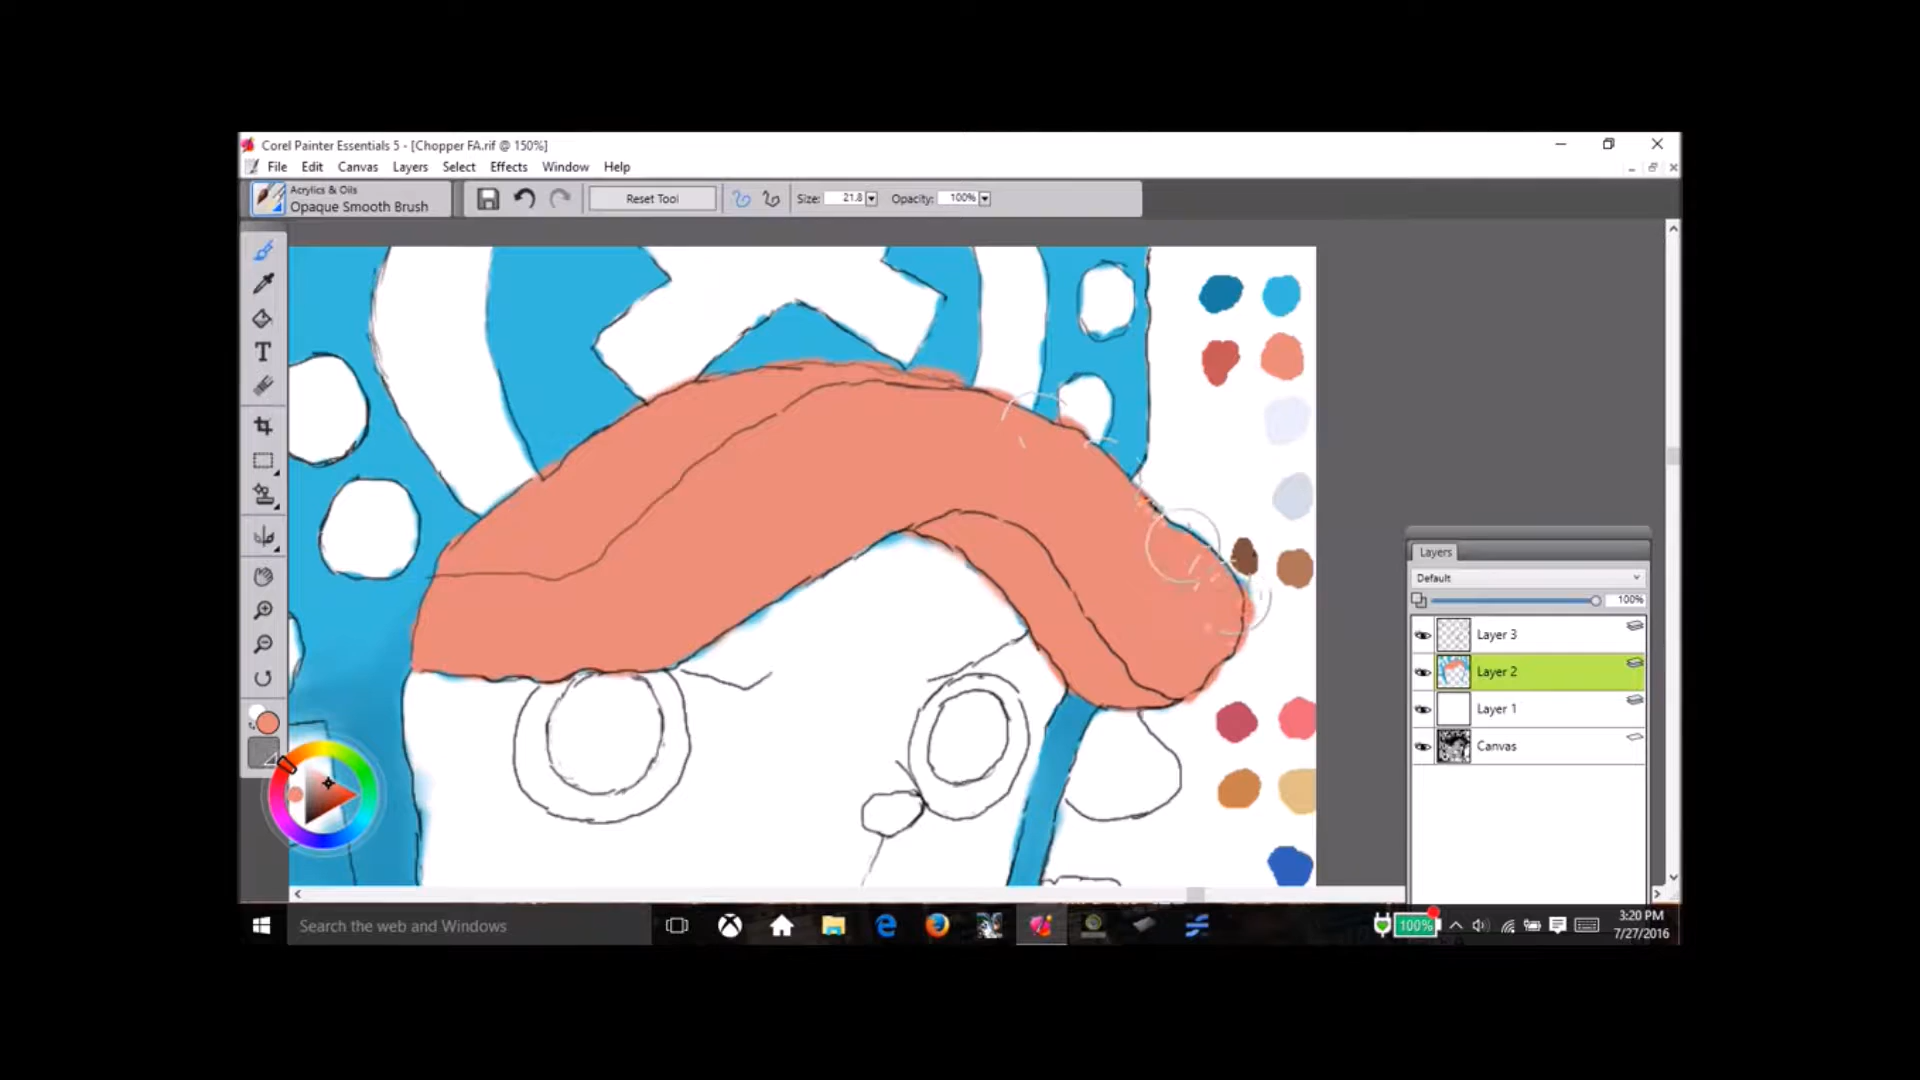 Corel Painter Essentials 5 - [Chopper FA.rif @ 150%]
File Edit Canvas Layers Select Effects Window Help
Acrylics & Oils
Opaque Smooth Brush
Reset Tool
Size: 21.8
Opacity: 100%
T
Layers
Default
100%
Layer 3
Layer 2
Layer 1
Canvas
Search the web and Windows
100%
3:20 PM
7/27/2016